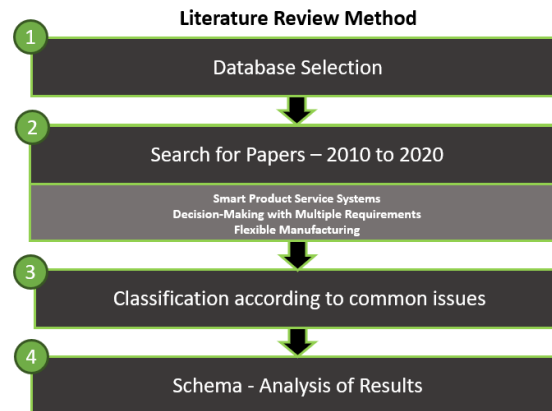 Literature Review Method
1
Database Selection
2
Search for Papers – 2010 to 2020
Smart Product Service Systems
Decision-Making with Multiple Requirements
Flexible Manufacturing
3
Classification according to common issues
4
Schema - Analysis of Results